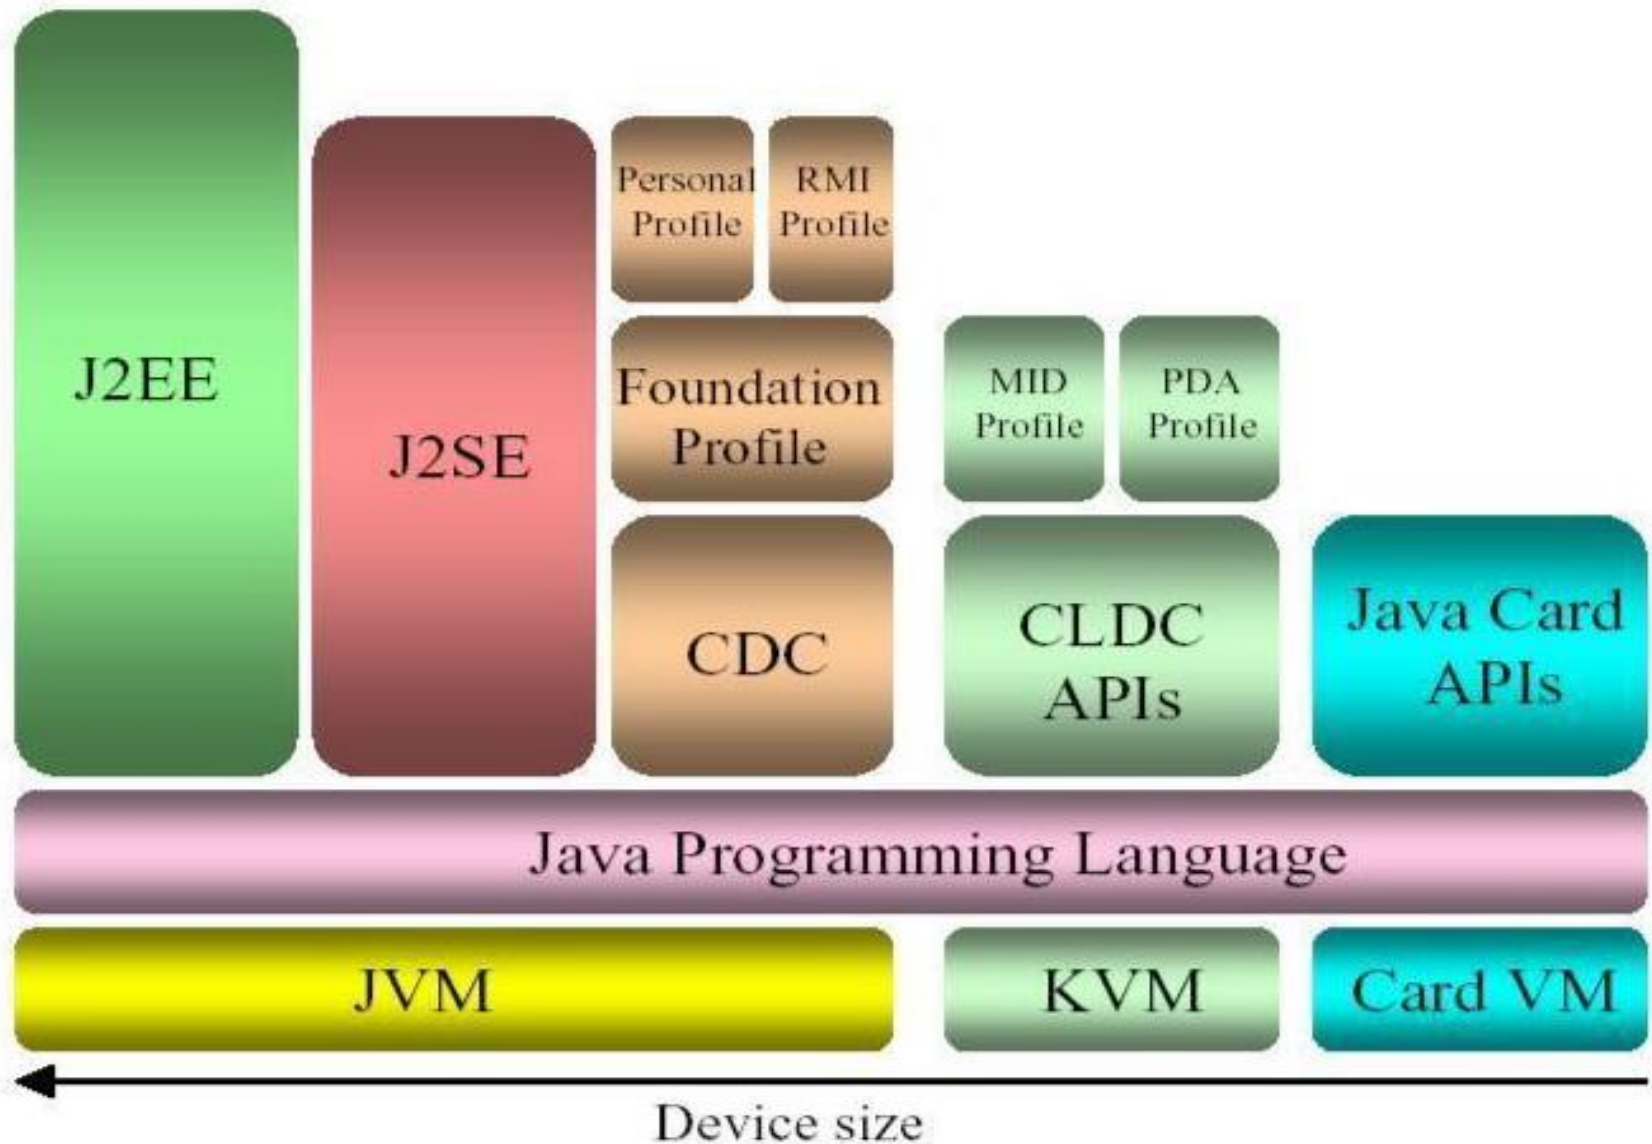 J2EE
J2SE
Personal
Profile
RMI
Profile
Foundation
Profile
CDC
MID
Profile
PDA
Profile
CLDC
APIs
Java Card
APIs
Java Programming Language
JVM
KVM
Card VM
Device size